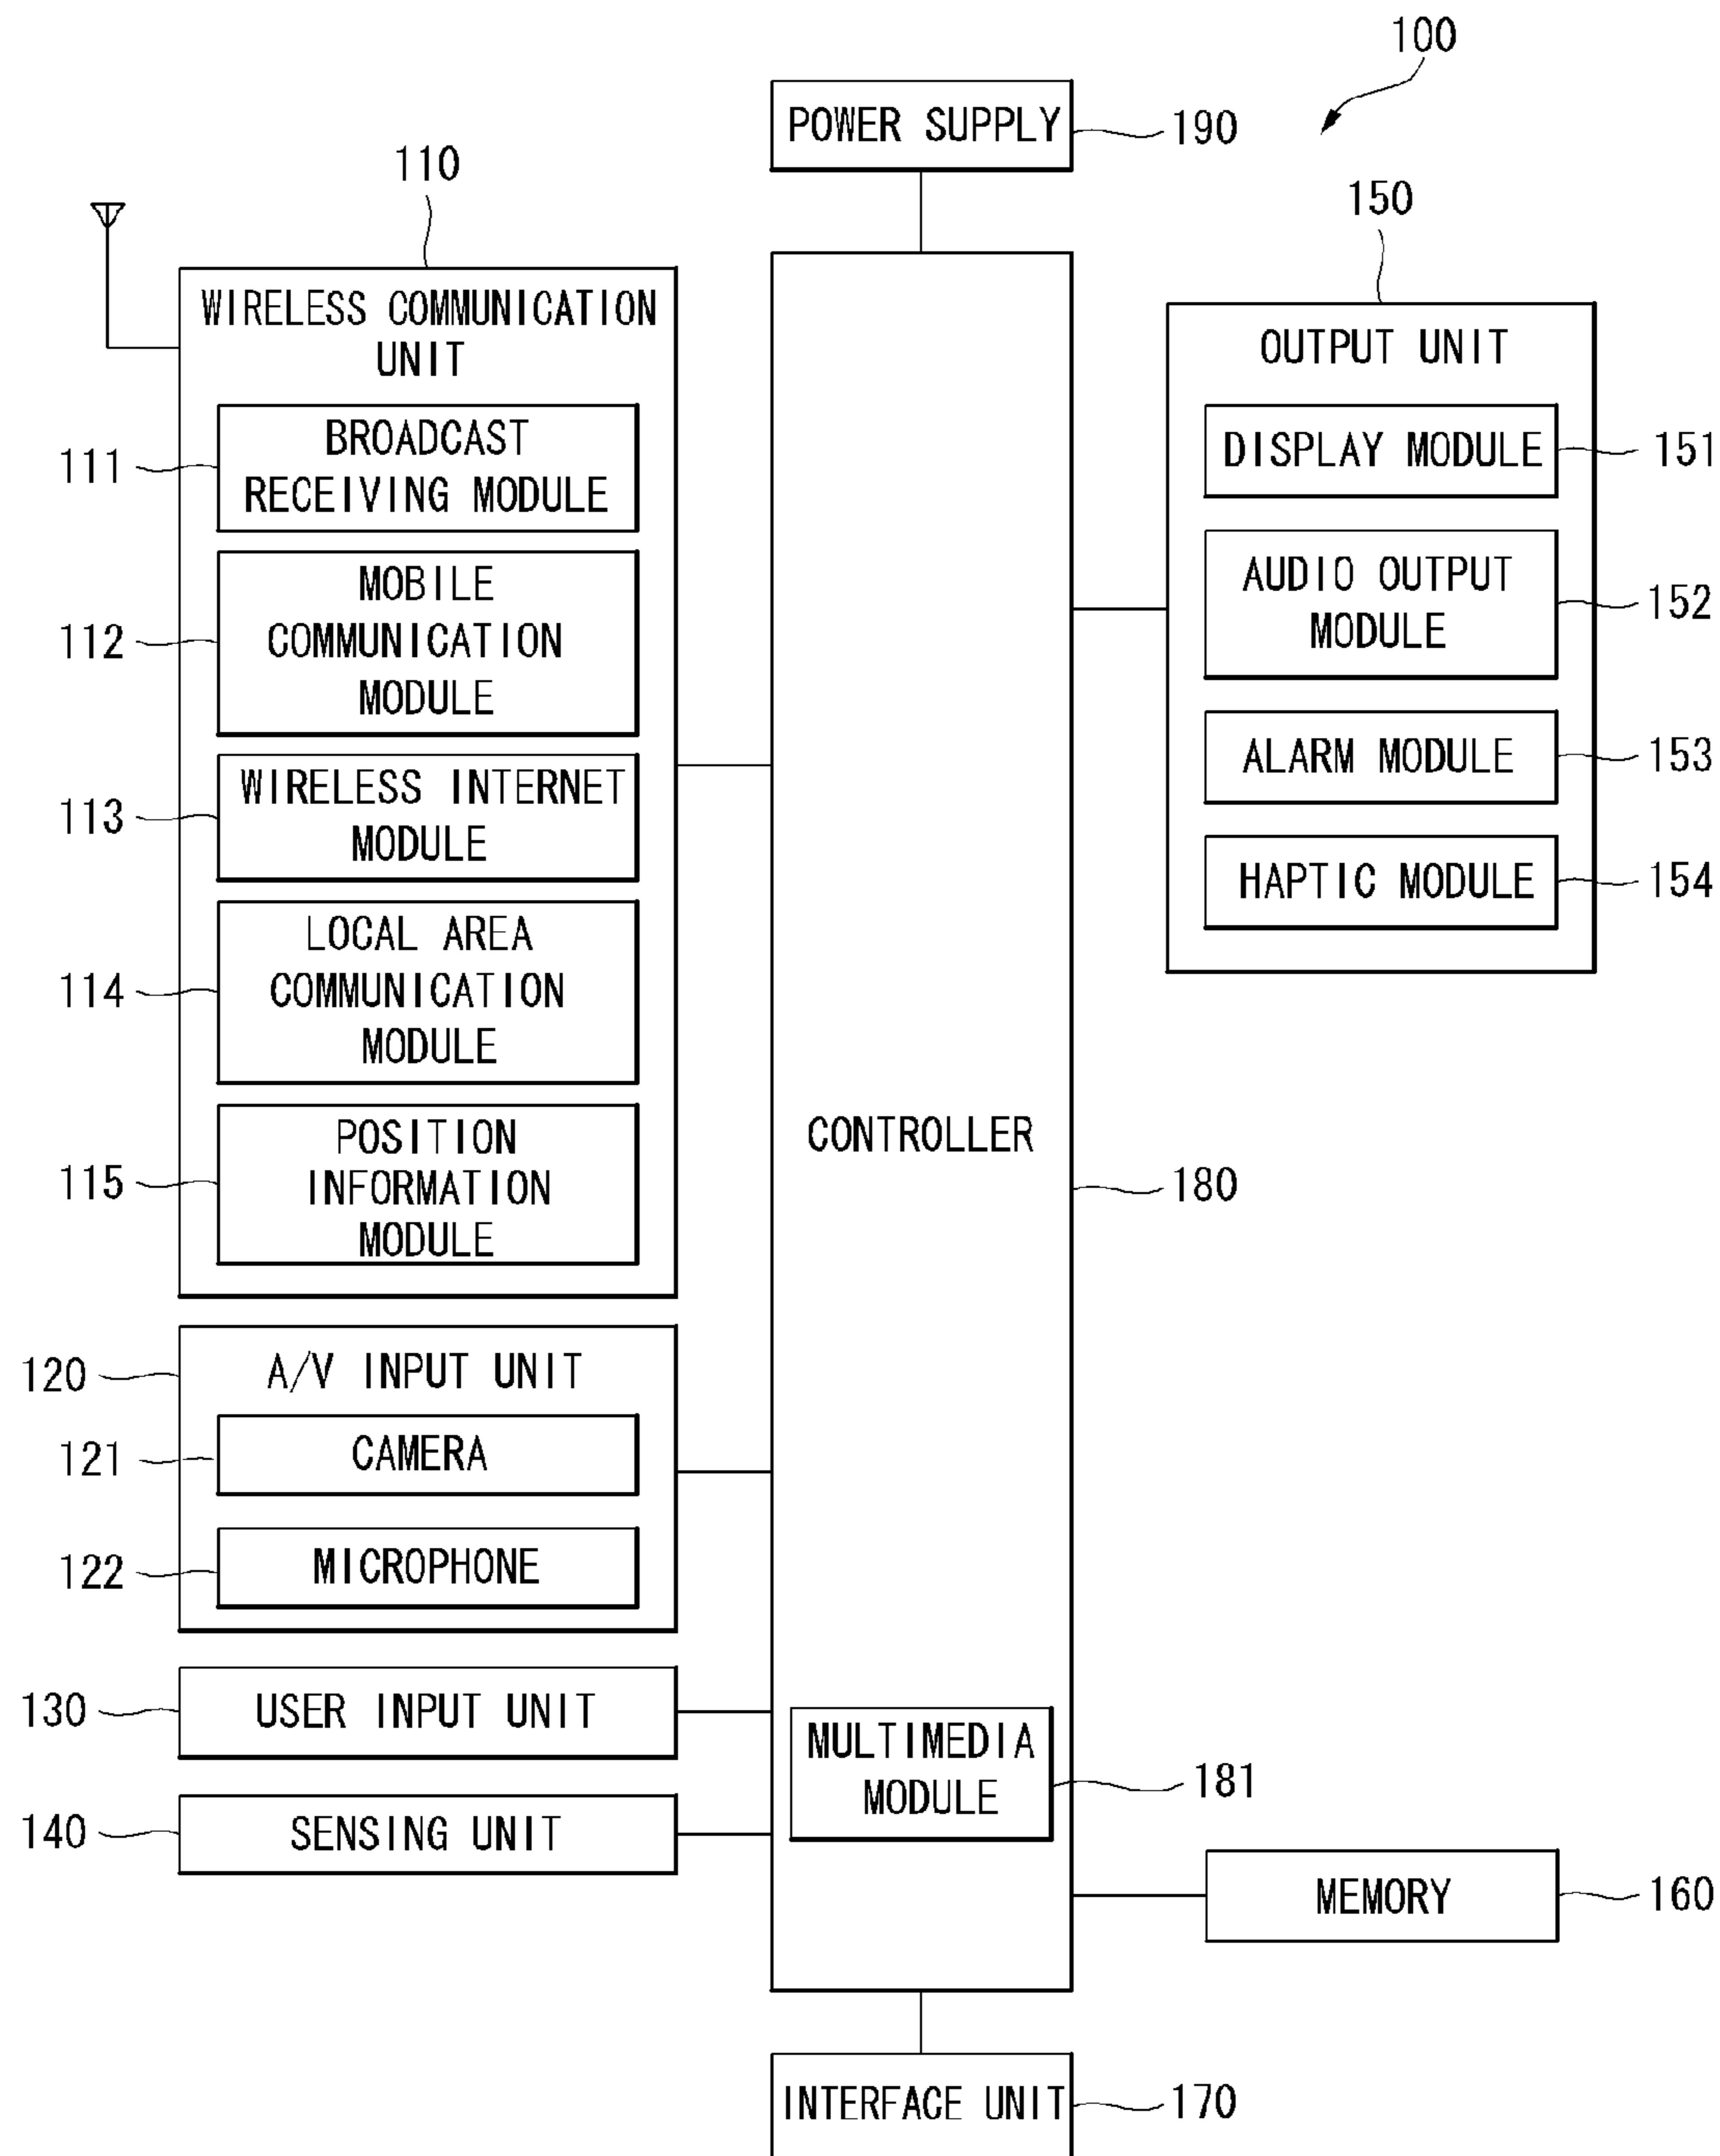 100
POWER SUPPLY
190
110
150
WIRELESS COMMUNICATION
UNIT
BROADCAST
RECEIVING MODULE
111
MOBILE
COMMUNICATION
MODULE
112
WIRELESS INTERNET
MODULE
113
LOCAL AREA
COMMUNICATION
MODULE
114
POSITION
INFORMATION
MODULE
115
A/V INPUT UNIT
120
CAMERA
121
MICROPHONE
122
USER INPUT UNIT
130
SENSING UNIT
140
CONTROLLER
180
MULTIMEDIA
MODULE
181
OUTPUT UNIT
DISPLAY MODULE
151
AUDIO OUTPUT
MODULE
152
ALARM MODULE
153
HAPTIC MODULE
154
MEMORY
160
INTERFACE UNIT
170